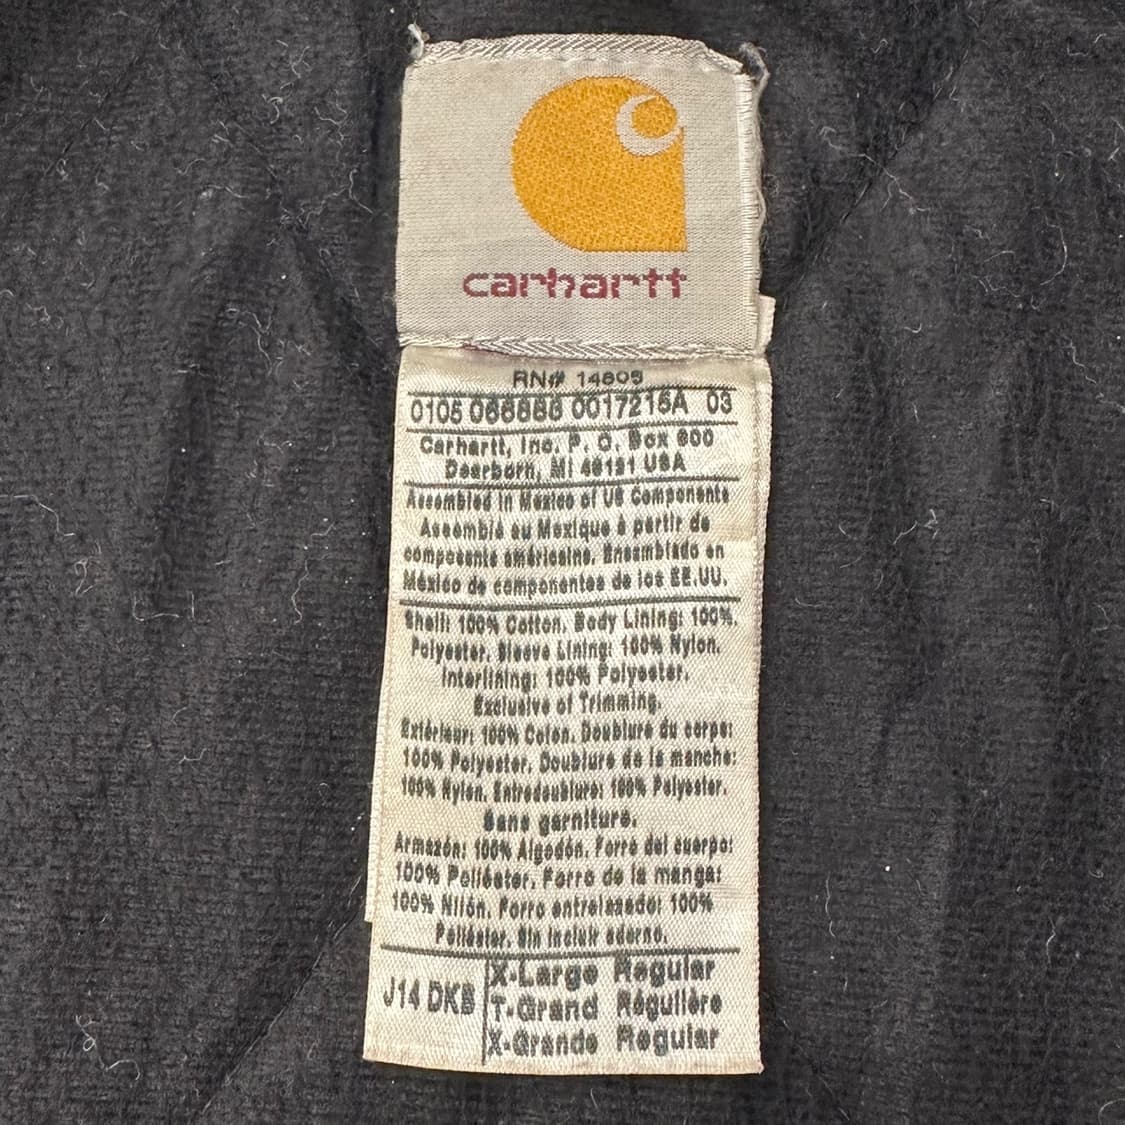 carhartt
RN# 14806
0105 066686 0017216A 03
Carhartt, Inc. P. O. Box 600
Dearborn, MI 48121 USA
Assembled in Mexico of US Components
Assemblé au Mexique à partir de
composants américains. Ensamblado en
México de componentes de los EE.UU.
Shell: 100% Cotton. Body Lining: 100%.
Polyester. Sleeve Lining: 100% Nylon.
Interlining: 100% Polyester.
Exclusive of Trimming.
Extérieur: 100% Coton. Doublure du corps:
100% Polyester. Doublure de la manche:
100% Nylon. Entredoublure: 100% Polyester.
Sans garniture.
Armazón: 100% Algodón. Forro del cuerpo:
100% Poliéster. Forro de la manga:
100% Nilón. Forro entrelazado: 100%
Poliéster. Sin incluir adorno.
J14 DKB
X-Large Regular
T-Grand Régulière
X-Grande Regular